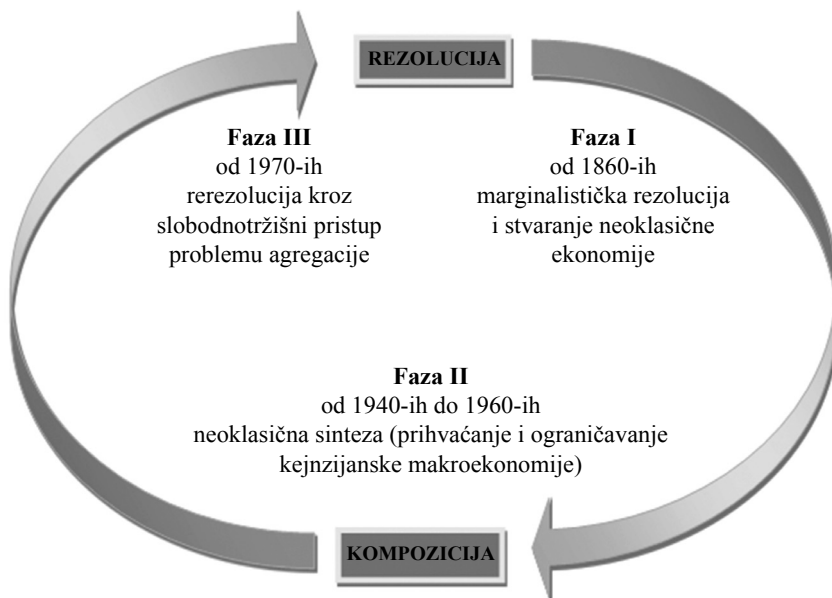 REZOLUCIJA
Faza III
od 1970-ih
rerezolucija kroz
slobodnotržišni pristup
problemu agregacije
Faza I
od 1860-ih
marginalistička rezolucija
i stvaranje neoklasične
ekonomije
Faza II
od 1940-ih do 1960-ih
neoklasična sinteza (prihvaćanje i ograničavanje
kejnzijanske makroekonomije)
KOMPOZICIJA